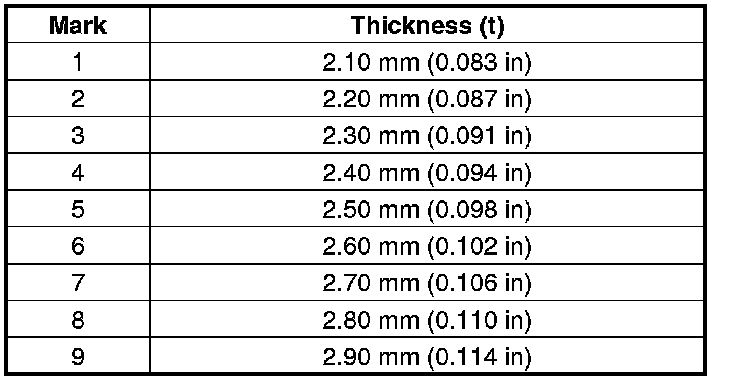 Mark Thickness (t)
1 2.10 mm (0.083 in)
2 2.20 mm (0.087 in)
3 2.30 mm (0.091 in)
4 2.40 mm (0.094 in)
5 2.50 mm (0.098 in)
6 2.60 mm (0.102 in)
7 2.70 mm (0.106 in)
8 2.80 mm (0.110 in)
9 2.90 mm (0.114 in)